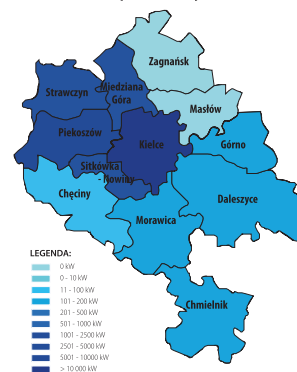 Zagnańsk
Miedziana
Góra
Strawczyn
Masłów
Piekoszów
Kielce
Górno
Sitkówka
- Nowiny
Chęciny
Daleszyce
Morawica
Chmielnik
LEGENDA:
0 kW
0 - 10 kW
11 - 100 kW
101 - 200 kW
201 - 500 kW
501 - 1000 kW
1001 - 2500 kW
2501 - 5000 kW
5001 - 10000 kW
> 10 000 kW